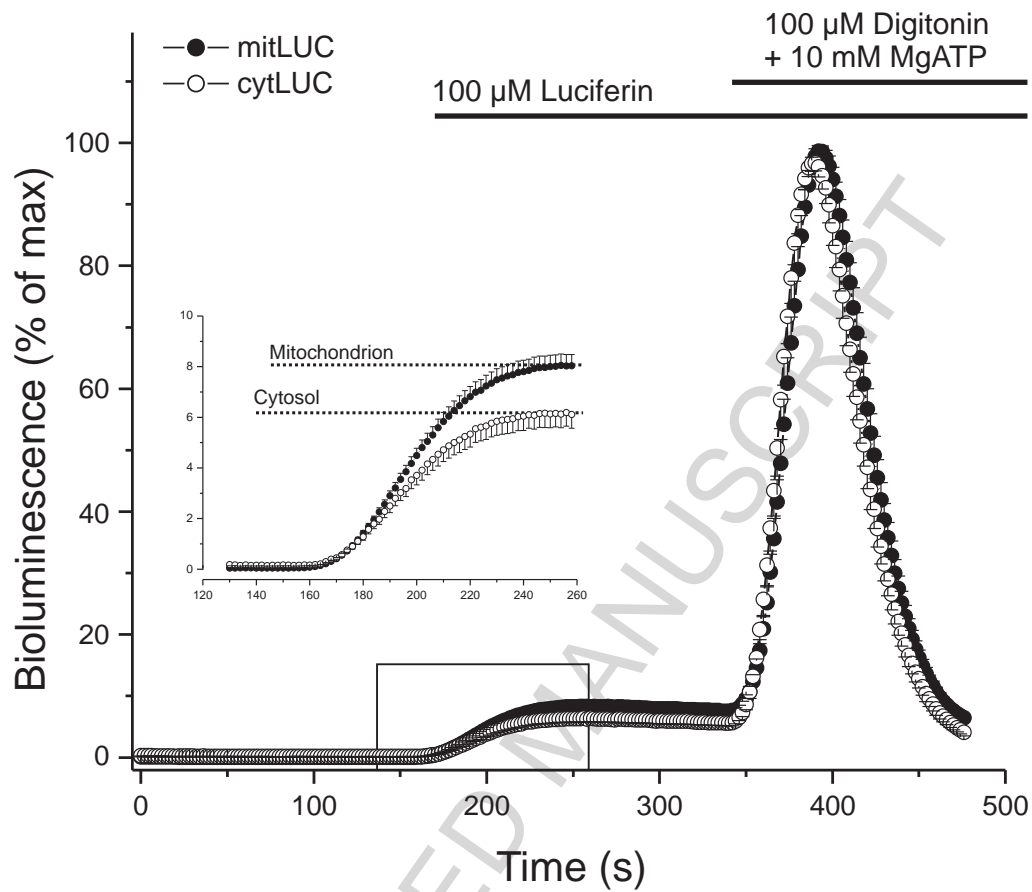 mitLUC
cytLUC
100 µM Digitonin
+ 10 mM MgATP
100 µM Luciferin
Bioluminescence (% of max)
100
80
60
40
20
0
10
8
6
4
2
0
Mitochondrion
Cytosol
120 140 160 180 200 220 240 260
0 100 200 300 400 500
Time (s)
ED MANUSCRIPT